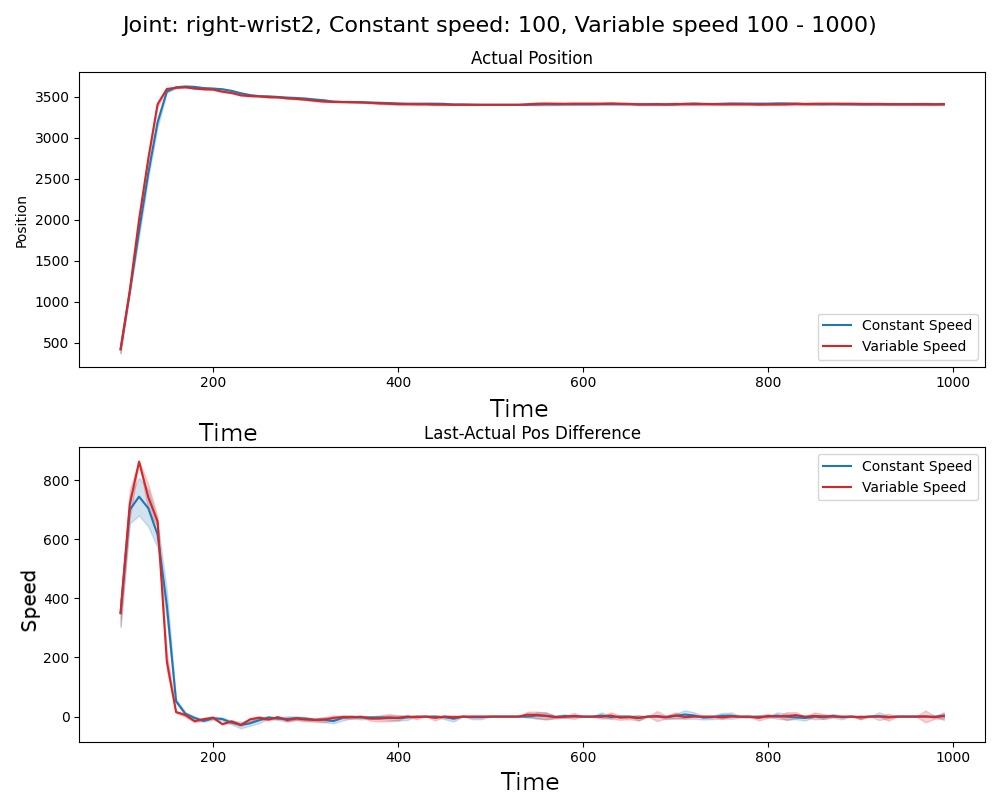 Joint: right-wrist2, Constant speed: 100, Variable speed 100 - 1000)
Actual Position
3500
3000
2500
2000
1500
1000
500
Position
Constant Speed
Variable Speed
200
400
600
800
1000
Time
Time
Last-Actual Pos Difference
800
600
400
200
0
Speed
Constant Speed
Variable Speed
200
400
600
800
1000
Time